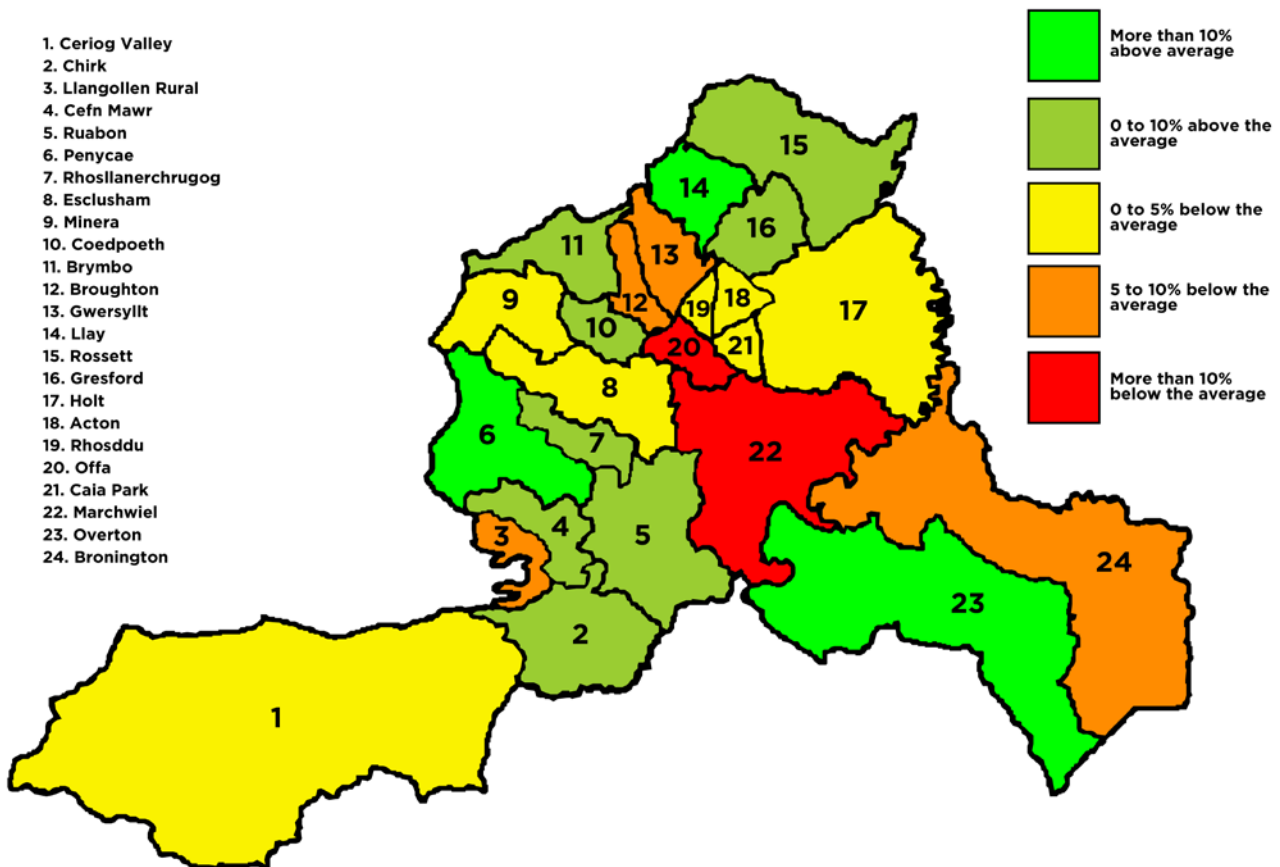 1. Ceriog Valley
2. Chirk
3. Llangollen Rural
4. Cefn Mawr
5. Ruabon
6. Penycae
7. Rhosllanerchrugog
8. Esclusham
9. Minera
10. Coedpoeth
11. Brymbo
12. Broughton
13. Gwersyllt
14. Llay
15. Rossett
16. Gresford
17. Holt
18. Acton
19. Rhosddu
20. Offa
21. Caia Park
22. Marchwiel
23. Overton
24. Bronington
More than 10%
above average
0 to 10% above the
average
0 to 5% below the
average
5 to 10% below the
average
More than 10%
below the average
15
14
16
11
13
9
12
19
18
17
10
20
21
8
6
7
22
3
4
5
24
23
2
1